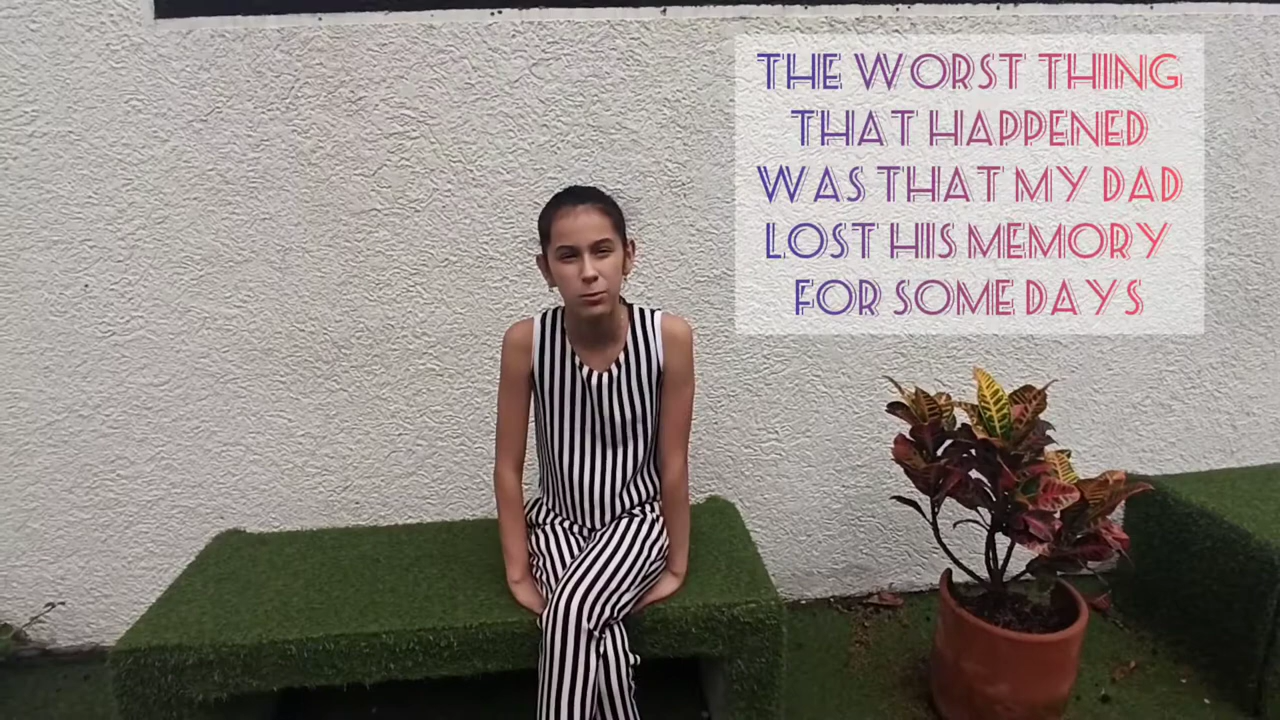 THE WORST THING
THAT HAPPENED
WAS THAT MY DAD
LOST HIS MEMORY
FOR SOME DAYS